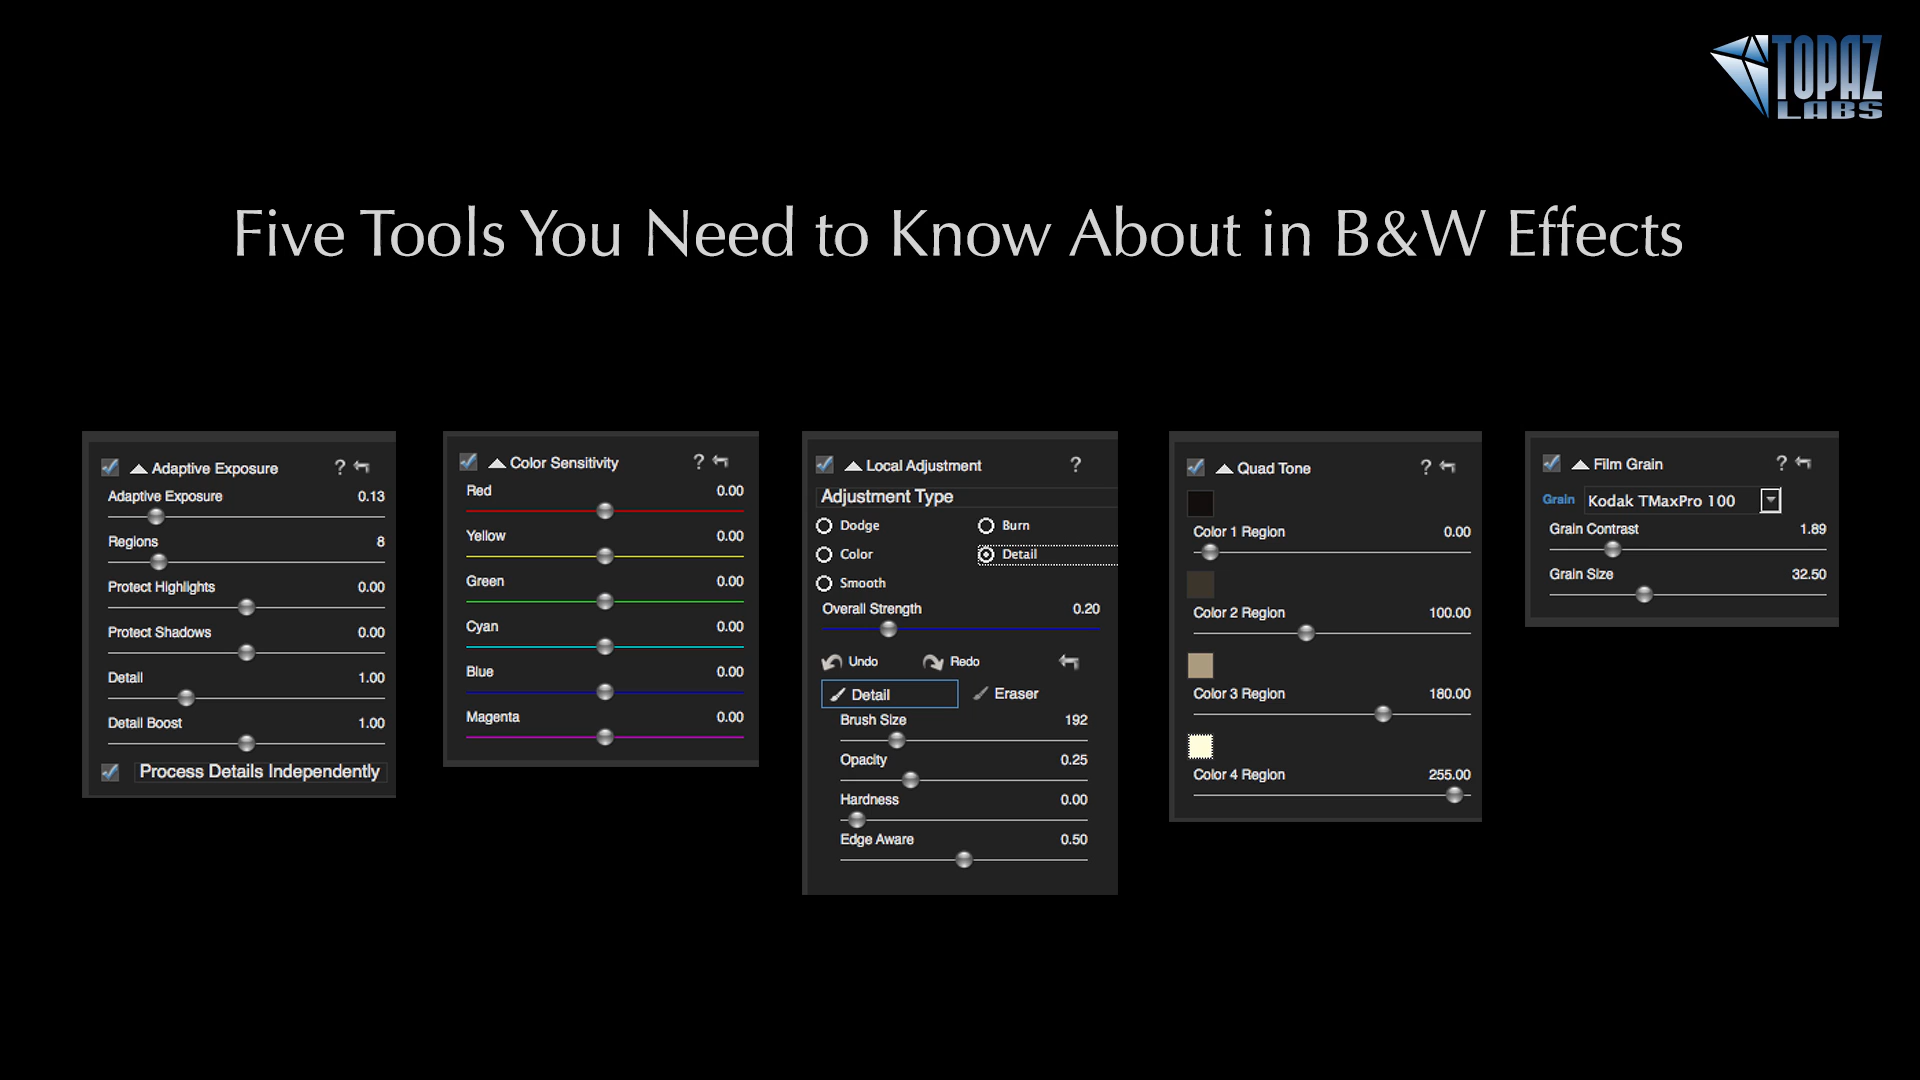 TOPAZ
LABS
Five Tools You Need to Know About in B&W Effects
Adaptive Exposure ?
Adaptive Exposure 0.13
Regions 8
Protect Highlights 0.00
Protect Shadows 0.00
Detail 1.00
Detail Boost 1.00
Process Details Independently
Color Sensitivity ?
Red 0.00
Yellow 0.00
Green 0.00
Cyan 0.00
Blue 0.00
Magenta 0.00
Local Adjustment ?
Adjustment Type
Dodge Burn
Color Detail
Smooth
Overall Strength 0.20
Undo Redo
Detail Eraser
Brush Size 192
Opacity 0.25
Hardness 0.00
Edge Aware 0.50
Quad Tone ?
Color 1 Region 0.00
Color 2 Region 100.00
Color 3 Region 180.00
Color 4 Region 255.00
Film Grain ?
Grain Kodak TMaxPro 100
Grain Contrast 1.89
Grain Size 32.50